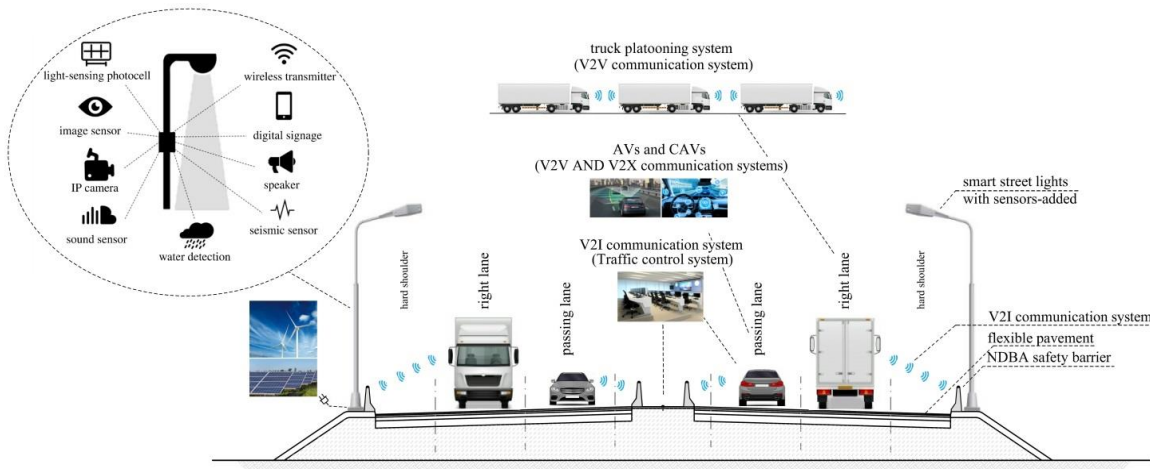 light-sensing photocell
wireless transmitter
image sensor
digital signage
IP camera
speaker
sound sensor
seismic sensor
water detection
truck platooning system
(V2V communication system)
AVs and CAVs
(V2V AND V2X communication systems)
V2I communication system
(Traffic control system)
smart street lights
with sensors-added
hard shoulder
right lane
passing lane
passing lane
right lane
hard shoulder
V2I communication system
flexible pavement
NDBA safety barrier